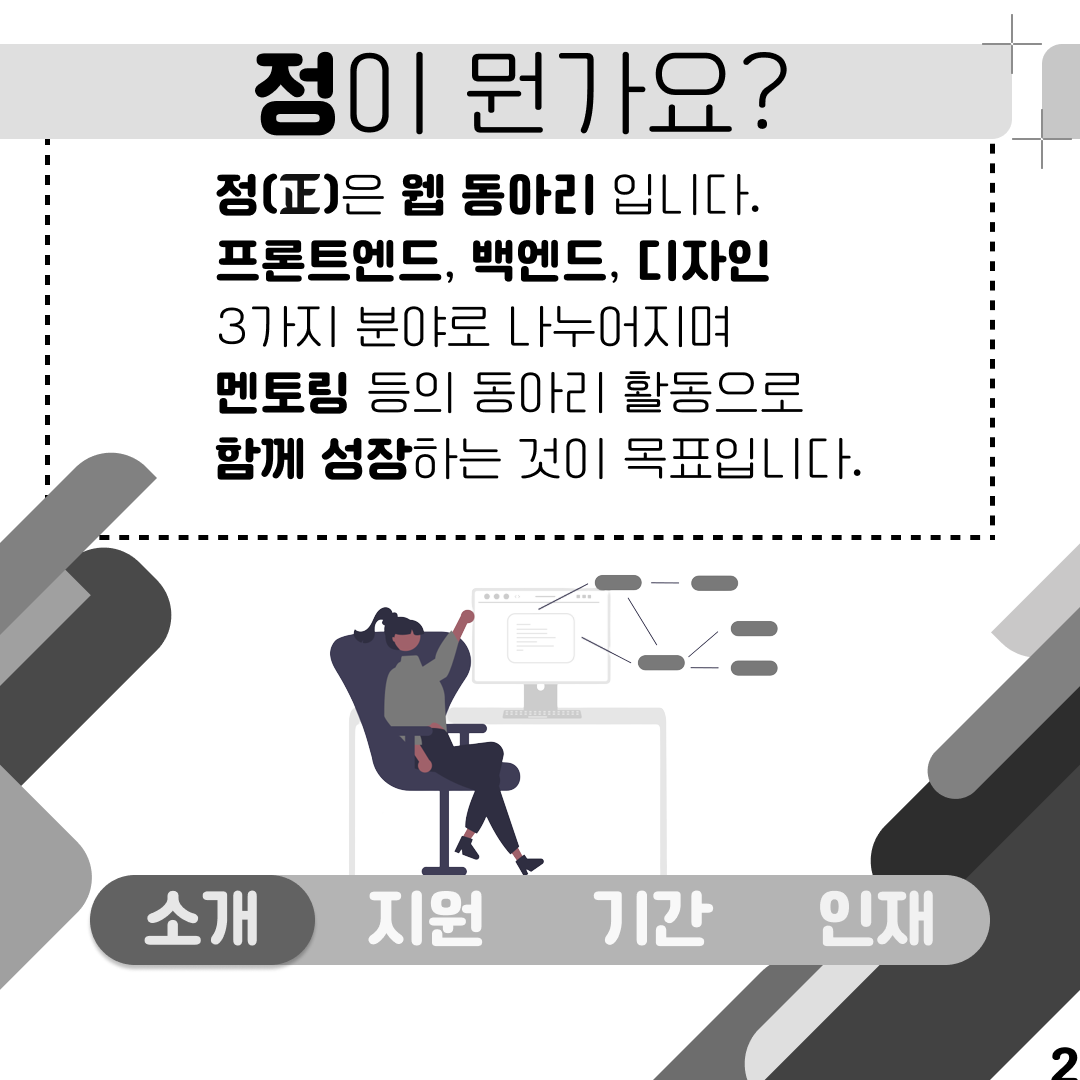 정이 뭔가요?
정(正)은 웹 동아리 입니다.
프론트엔드, 백엔드, 디자인
3가지 분야로 나누어지며
멘토링 등의 동아리 활동으로
함께 성장하는 것이 목표입니다.
소개 지원 기간 인재
2